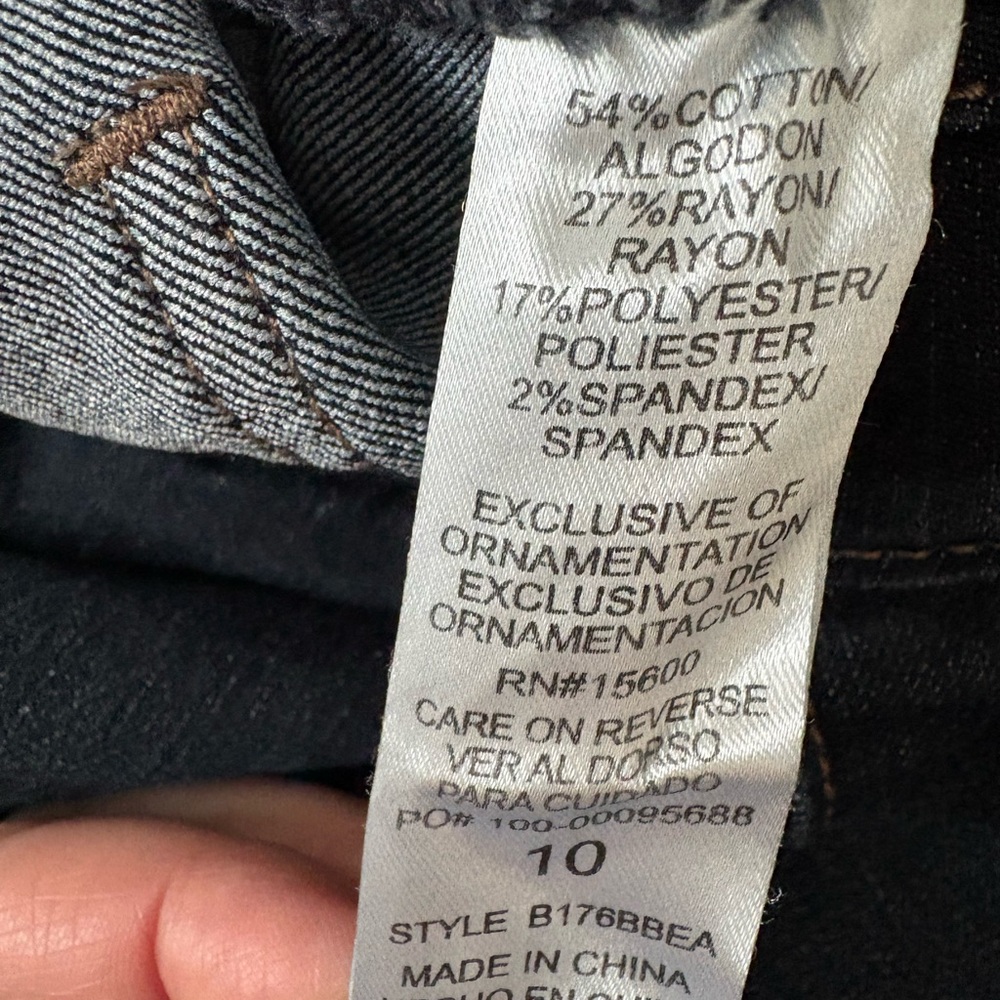 54%COTTON/
ALGODON
27%RAYON/
RAYON
17%POLYESTER/
POLIESTER
2%SPANDEX/
SPANDEX
EXCLUSIVE OF
ORNAMENTATION
EXCLUSIVO DE
ORNAMENTACION
RN#15600
CARE ON REVERSE
VER AL DORSO
PARA CUIDADO
PO# 100-00095688
10
STYLE B176BBEA
MADE IN CHINA